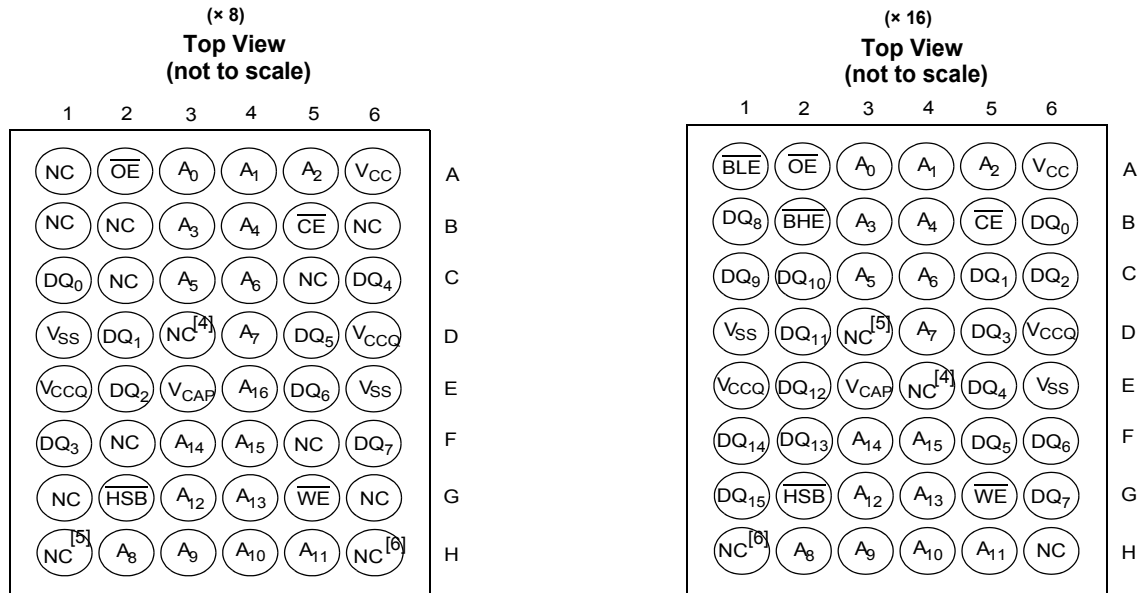 (× 8)
Top View
(not to scale)
1 2 3 4 5 6
NC OE A0 A1 A2 VCC A
NC NC A3 A4 CE NC B
DQ0 NC A5 A6 NC DQ4 C
VSS DQ1 NC[4] A7 DQ5 VCCQ D
VCCQ DQ2 VCAP A16 DQ6 VSS E
DQ3 NC A14 A15 NC DQ7 F
NC HSB A12 A13 WE NC G
NC[5] A8 A9 A10 A11 NC[6] H
(× 16)
Top View
(not to scale)
1 2 3 4 5 6
BLE OE A0 A1 A2 VCC A
DQ8 BHE A3 A4 CE DQ0 B
DQ9 DQ10 A5 A6 DQ1 DQ2 C
VSS DQ11 NC[5] A7 DQ3 VCCQ D
VCCQ DQ12 VCAP NC[4] DQ4 VSS E
DQ14 DQ13 A14 A15 DQ5 DQ6 F
DQ15 HSB A12 A13 WE DQ7 G
NC[6] A8 A9 A10 A11 NC H